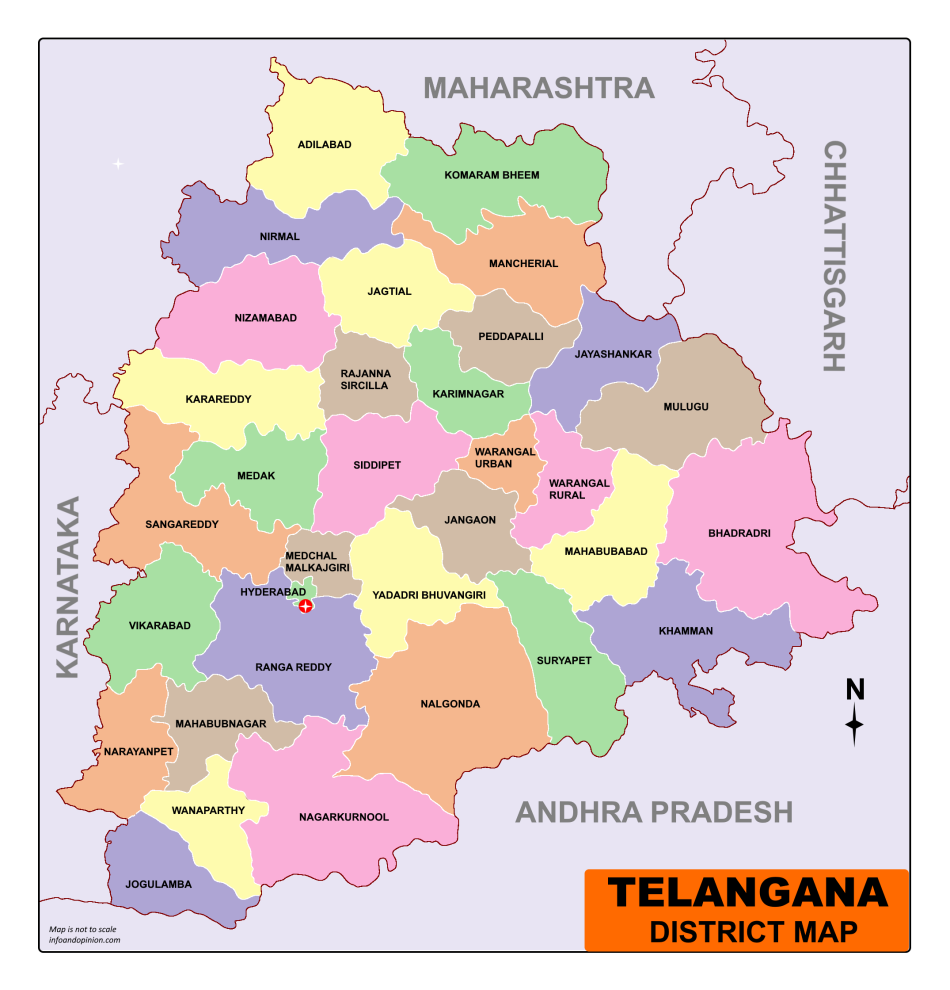 MAHARASHTRA
CHHATTISGARH
ADILABAD
KOMARAM BHEEM
NIRMAL
MANCHERIAL
JAGTIAL
NIZAMABAD
PEDDAPALLI
JAYASHANKAR
RAJANNA
SIRCILLA
KARIMNAGAR
KARAREDDY
MULUGU
WARANGAL
URBAN
SIDDIPET
MEDAK
WARANGAL
RURAL
JANGAON
SANGAREDDY
BHADRADRI
KARNATAKA
MAHABUBABAD
MEDCHAL
MALKAJGIRI
HYDERABAD
YADADRI BHUVANGIRI
VIKARABAD
KHAMMAN
RANGA REDDY
SURYAPET
N
NALGONDA
MAHABUBNAGAR
NARAYANPET
WANAPARTHY
NAGARKURNOOL
ANDHRA PRADESH
JOGULAMBA
TELANGANA
DISTRICT MAP
Map is not to scale
infoandopinion.com